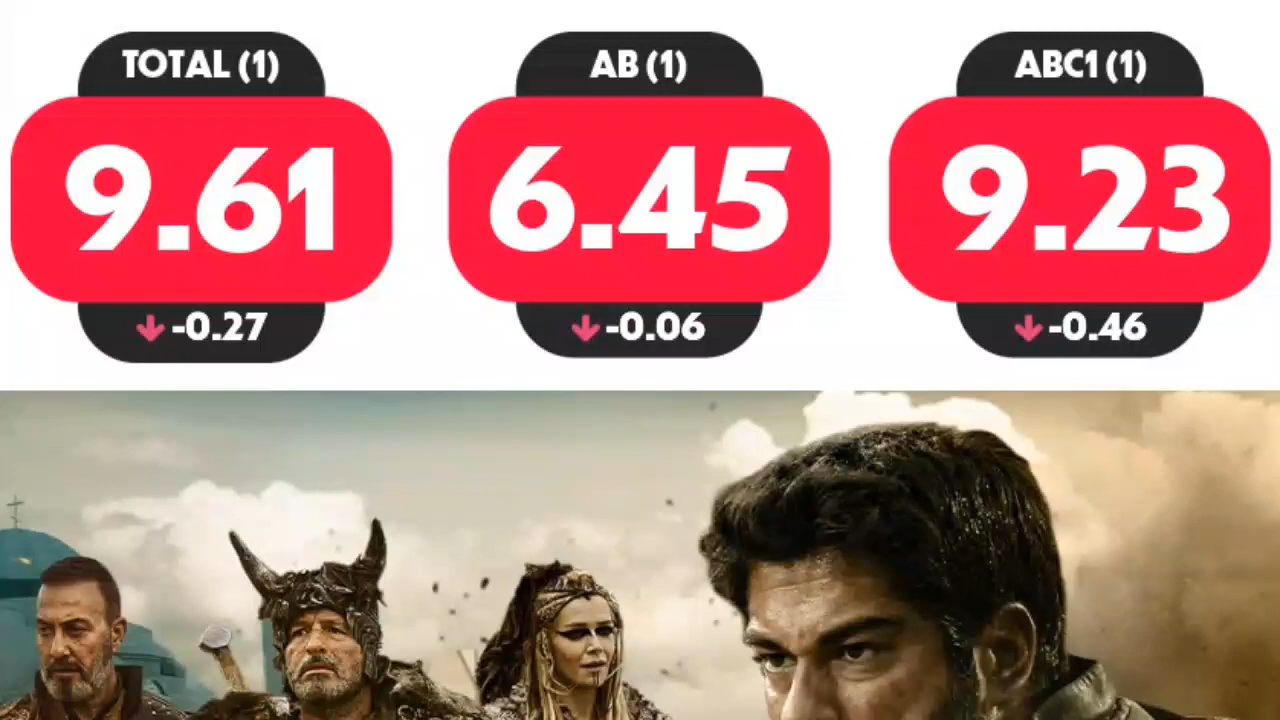 TOTAL (1)
9.61
-0.27
AB (1)
6.45
-0.06
ABC1 (1)
9.23
-0.46